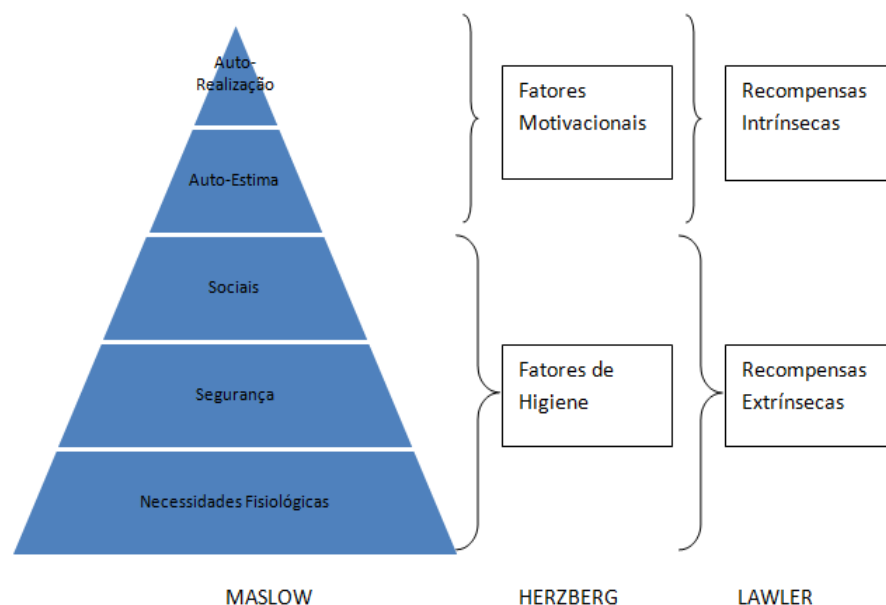 Auto-
Realização
Auto-Estima
Sociais
Segurança
Necessidades Fisiológicas
Fatores
Motivacionais
Recompensas
Intrínsecas
Fatores de
Higiene
Recompensas
Extrínsecas
MASLOW
HERZBERG
LAWLER